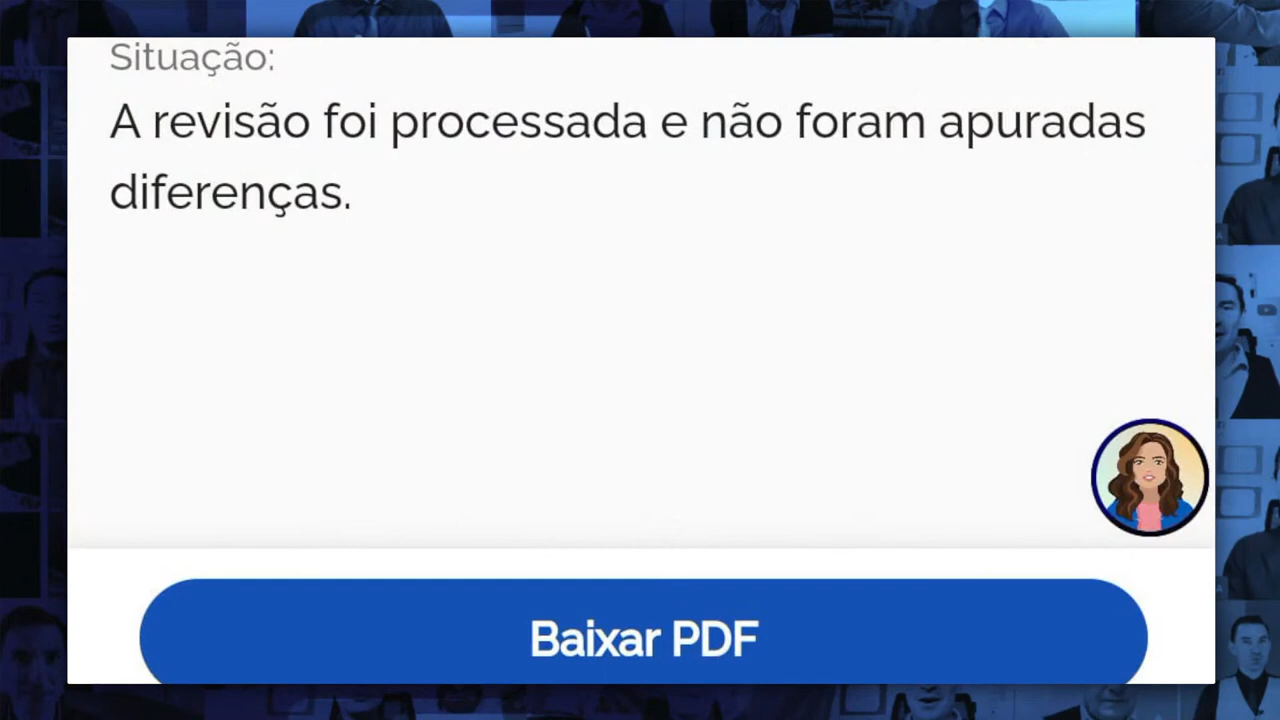 Situação:
A revisão foi processada e não foram apuradas
diferenças.
Baixar PDF